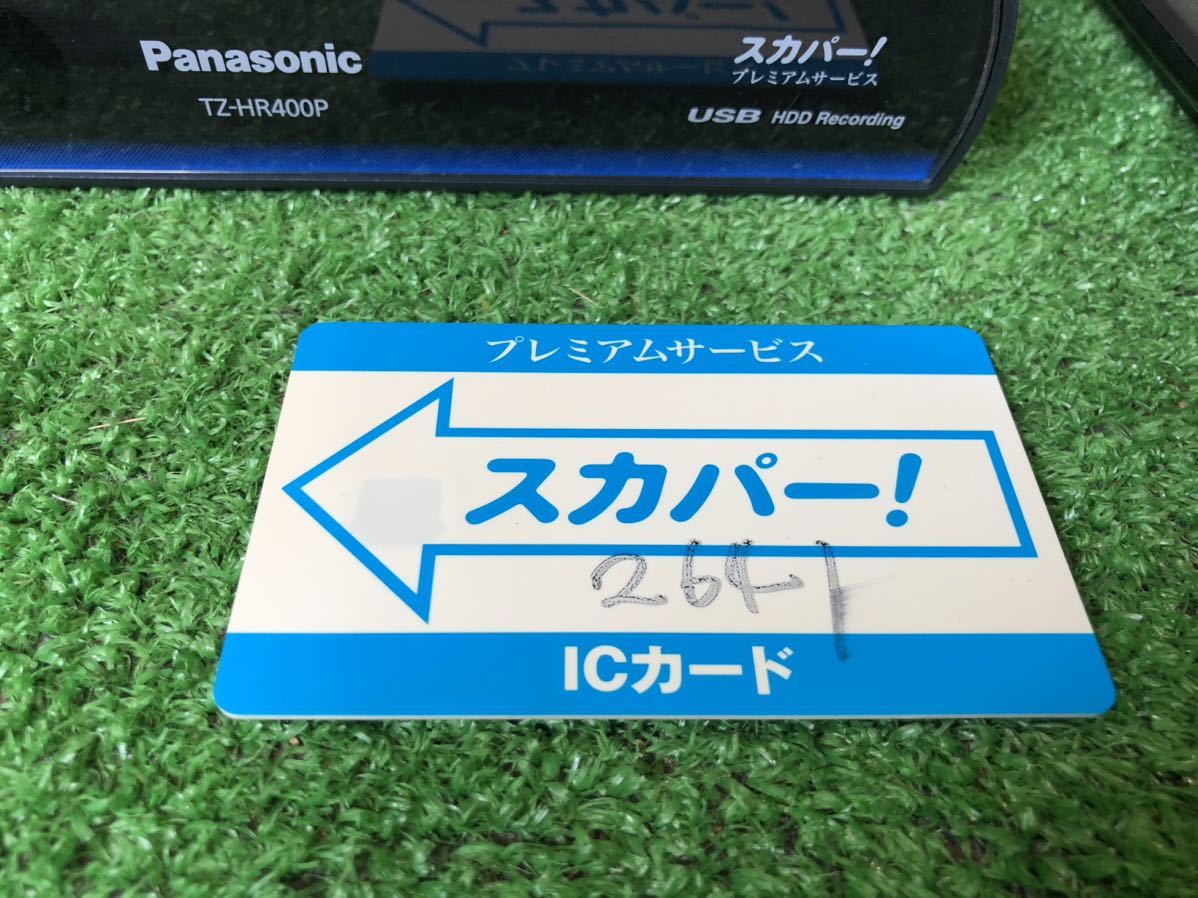 Panasonic
TZ-HR400P
スカパー!
プレミアムサービス
USB HDD Recording
プレミアムサービス
スカパー!
2641
ICカード